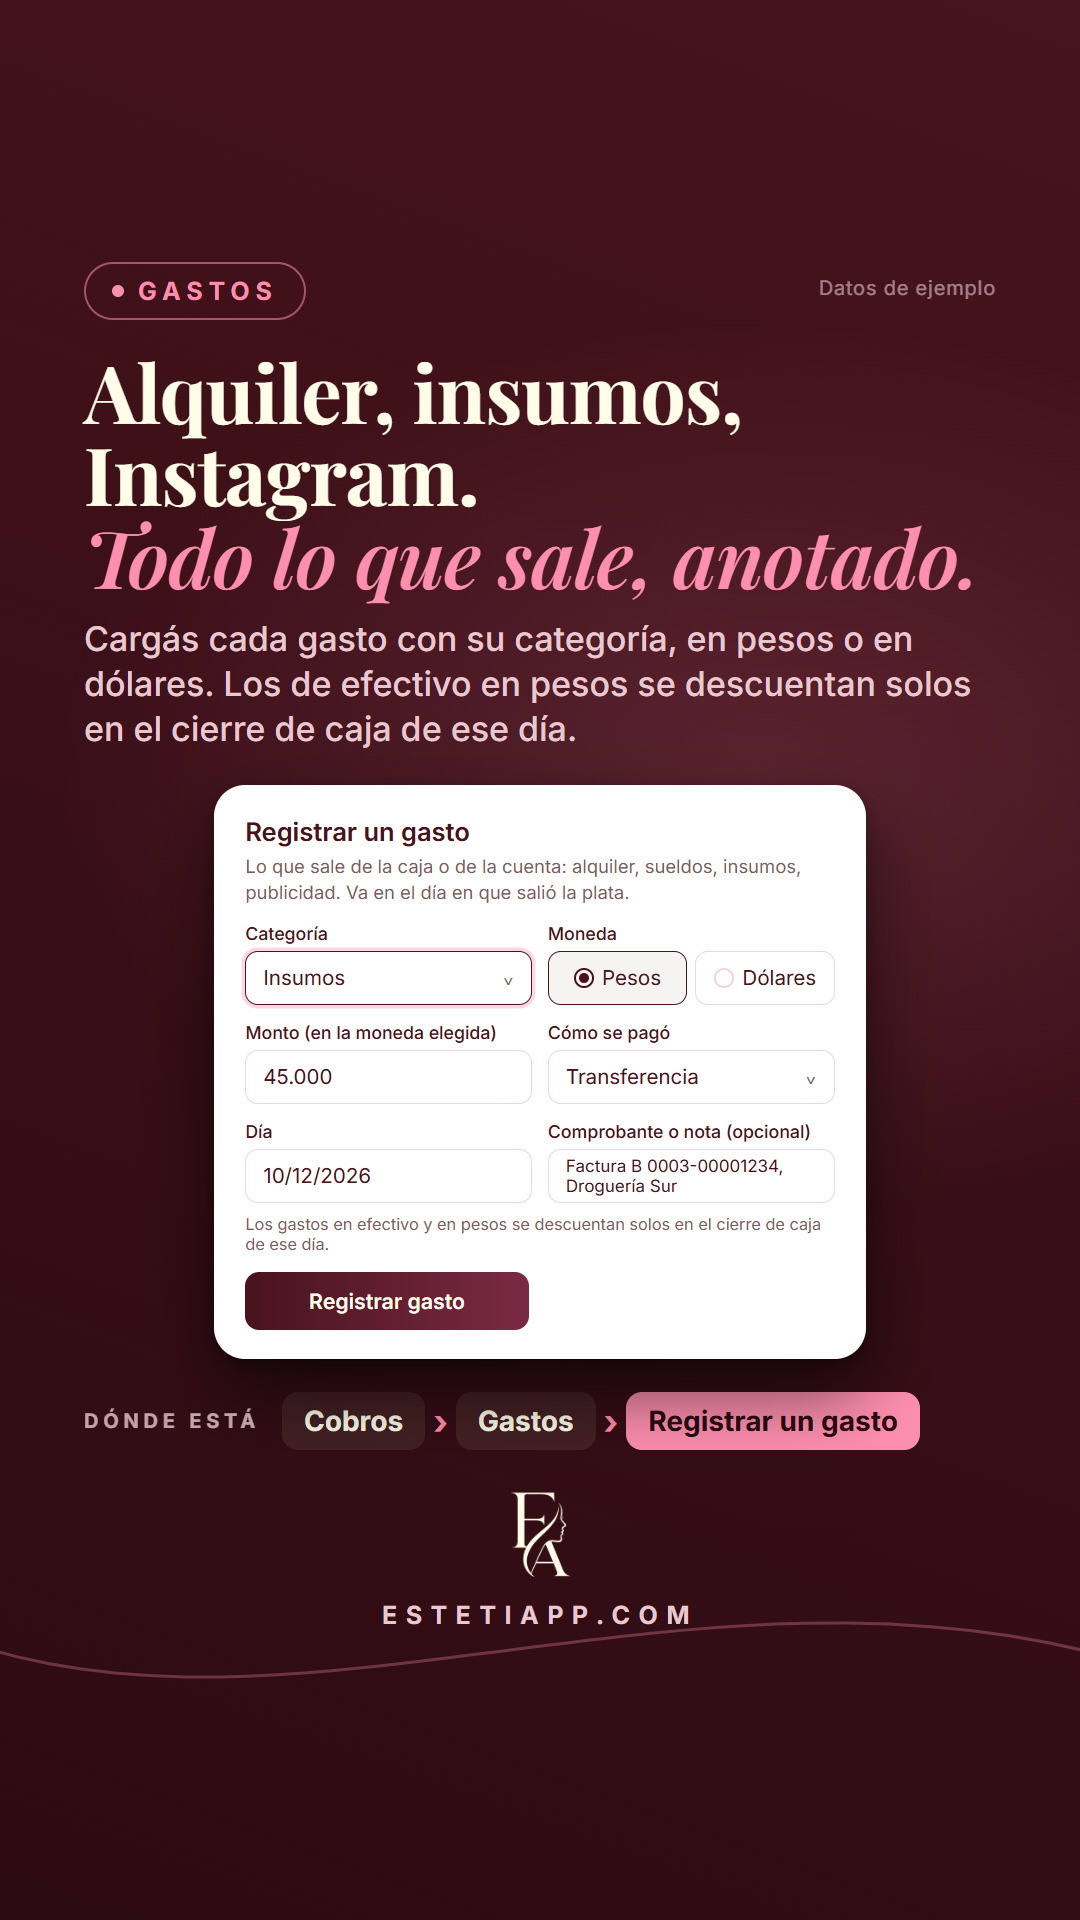 GASTOS
Datos de ejemplo
Alquiler, insumos,
Instagram.
Todo lo que sale, anotado.
Cargás cada gasto con su categoría, en pesos o en
dólares. Los de efectivo en pesos se descuentan solos
en el cierre de caja de ese día.
Registrar un gasto
Lo que sale de la caja o de la cuenta: alquiler, sueldos, insumos,
publicidad. Va en el día en que salió la plata.
Categoría
Moneda
Insumos
Pesos
Dólares
Monto (en la moneda elegida)
Cómo se pagó
45.000
Transferencia
Día
Comprobante o nota (opcional)
10/12/2026
Factura B 0003-00001234,
Droguería Sur
Los gastos en efectivo y en pesos se descuentan solos en el cierre de caja
de ese día.
Registrar gasto
DÓNDE ESTÁ
Cobros › Gastos › Registrar un gasto
EA
ESTETIAPP.COM